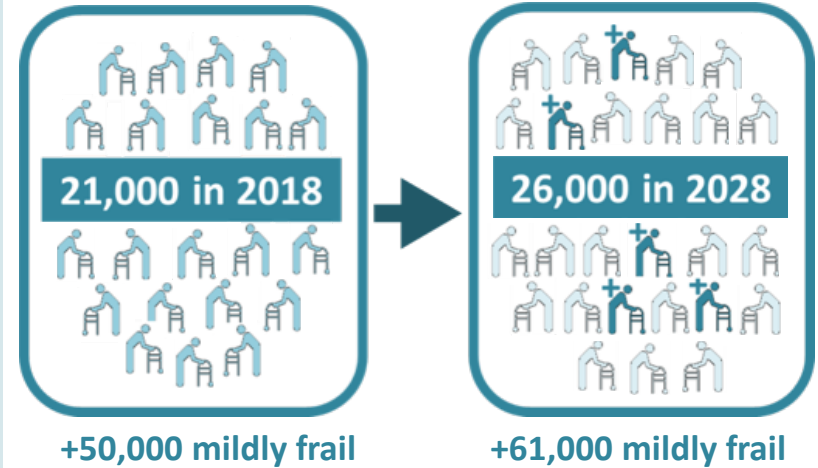 21,000 in 2018
26,000 in 2028
+50,000 mildly frail
+61,000 mildly frail